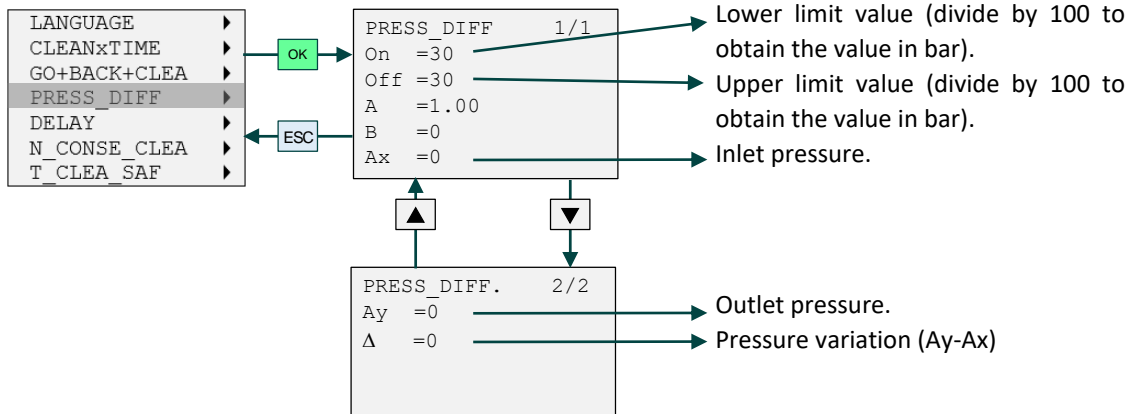 LANGUAGE
CLEANxTIME
GO+BACK+CLEA
PRESS_DIFF
DELAY
N_CONSE_CLEA
T_CLEA_SAF
OK
ESC
PRESS_DIFF 1/1
On =30
Off =30
A =1.00
B =0
Ax =0
Lower limit value (divide by 100 to
obtain the value in bar).
Upper limit value (divide by 100 to
obtain the value in bar).
Inlet pressure.
PRESS_DIFF. 2/2
Ay =0
Δ =0
Outlet pressure.
Pressure variation (Ay-Ax)